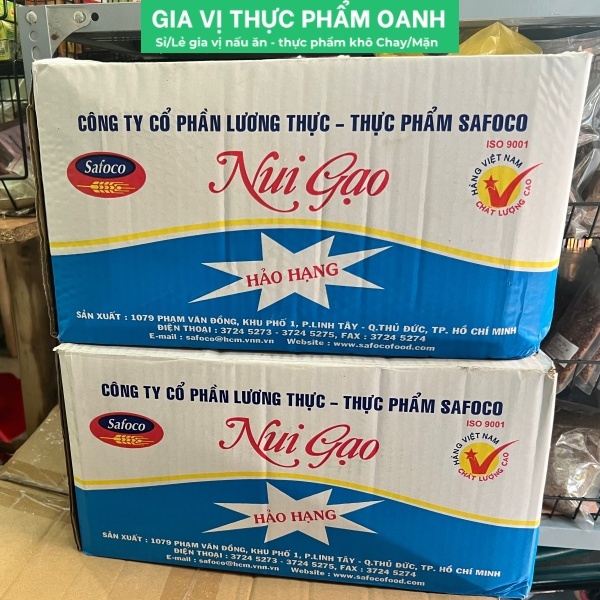 GIA VỊ THỰC PHẨM OANH
Sỉ/Lẻ gia vị nấu ăn - thực phẩm khô Chay/Mặn
CÔNG TY CỔ PHẦN LƯƠNG THỰC – THỰC PHẨM SAFOCO
ISO 9001
Safoco
Nui Gạo
HÀNG VIỆT NAM
CHẤT LƯỢNG CAO
HẢO HẠNG
SẢN XUẤT : 1079 PHẠM VĂN ĐỒNG, KHU PHỐ 1, P.LINH TÂY - Q.THỦ ĐỨC, TP. HỒ CHÍ MINH
ĐIỆN THOẠI : 3724 5273 - 3724 5275, FAX : 3724 5274
E-mail : safoco@hcm.vnn.vn Website : www.safocofood.com
CÔNG TY CỔ PHẦN LƯƠNG THỰC – THỰC PHẨM SAFOCO
ISO 9001
Safoco
Nui Gạo
HÀNG VIỆT NAM
CHẤT LƯỢNG CAO
HẢO HẠNG
SẢN XUẤT : 1079 PHẠM VĂN ĐỒNG, KHU PHỐ 1, P.LINH TÂY - Q.THỦ ĐỨC, TP. HỒ CHÍ MINH
ĐIỆN THOẠI : 3724 5273 - 3724 5275, FAX : 3724 5274
E-mail : safoco@hcm.vnn.vn Website : www.safocofood.com